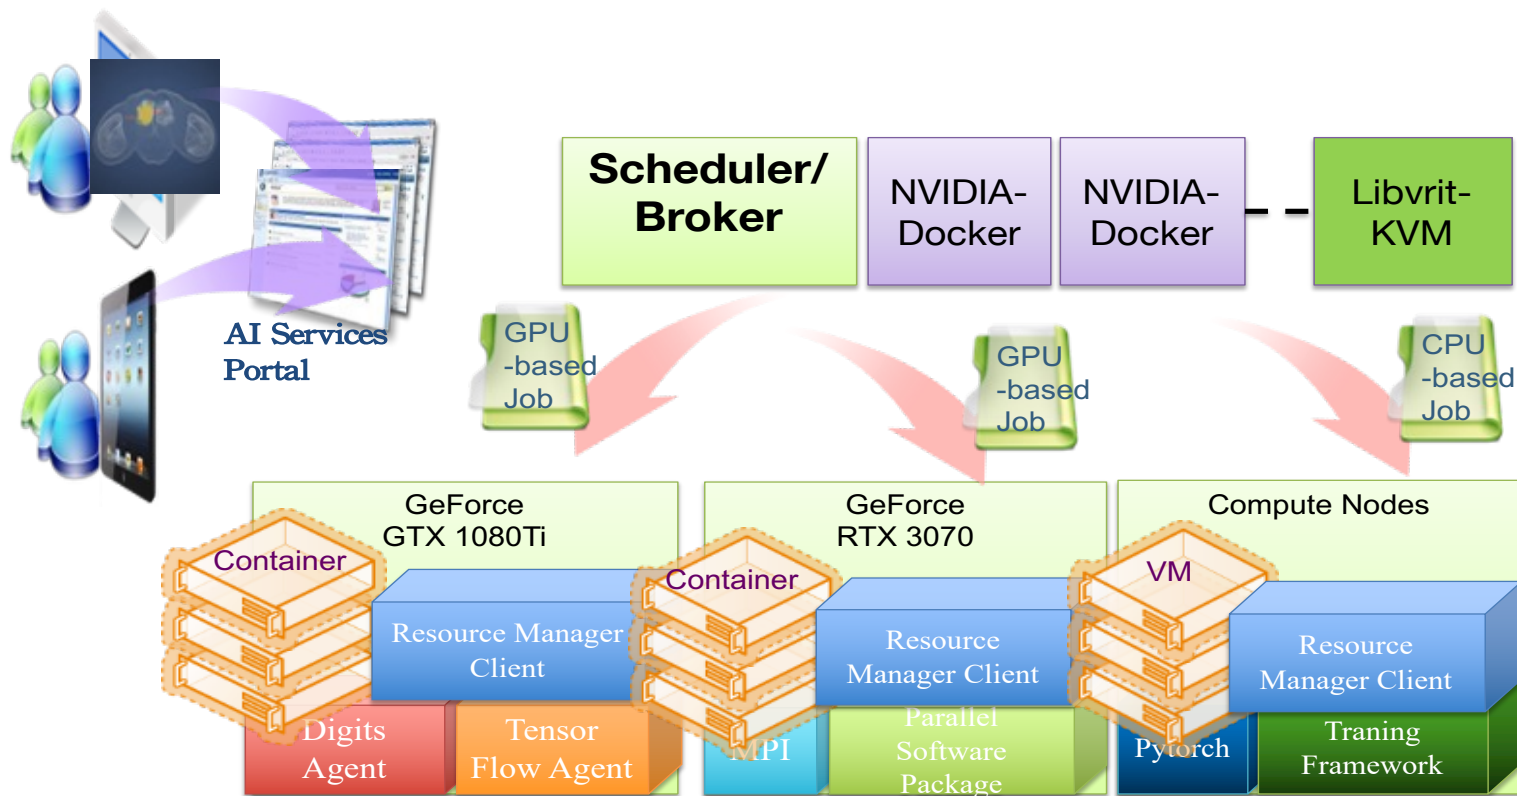 Scheduler/
Broker
NVIDIA-
Docker
NVIDIA-
Docker
Libvrit-
KVM
AI Services
Portal
GPU
-based
Job
GPU
-based
Job
CPU
-based
Job
GeForce
GTX 1080Ti
GeForce
RTX 3070
Compute Nodes
Container
Container
VM
Resource Manager
Client
Resource
Manager Client
Resource
Manager Client
Digits
Agent
Tensor
Flow Agent
MPI
Parallel
Software
Package
Pytorch
Traning
Framework